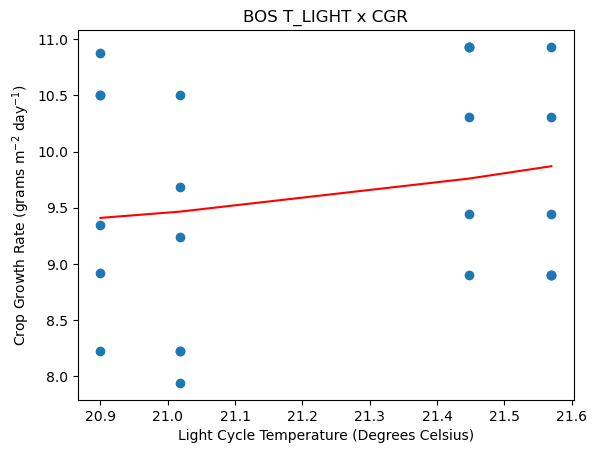 BOS T_LIGHT x CGR
Crop Growth Rate (grams m⁻² day⁻¹)
11.0
10.5
10.0
9.5
9.0
8.5
8.0
20.9 21.0 21.1 21.2 21.3 21.4 21.5 21.6
Light Cycle Temperature (Degrees Celsius)